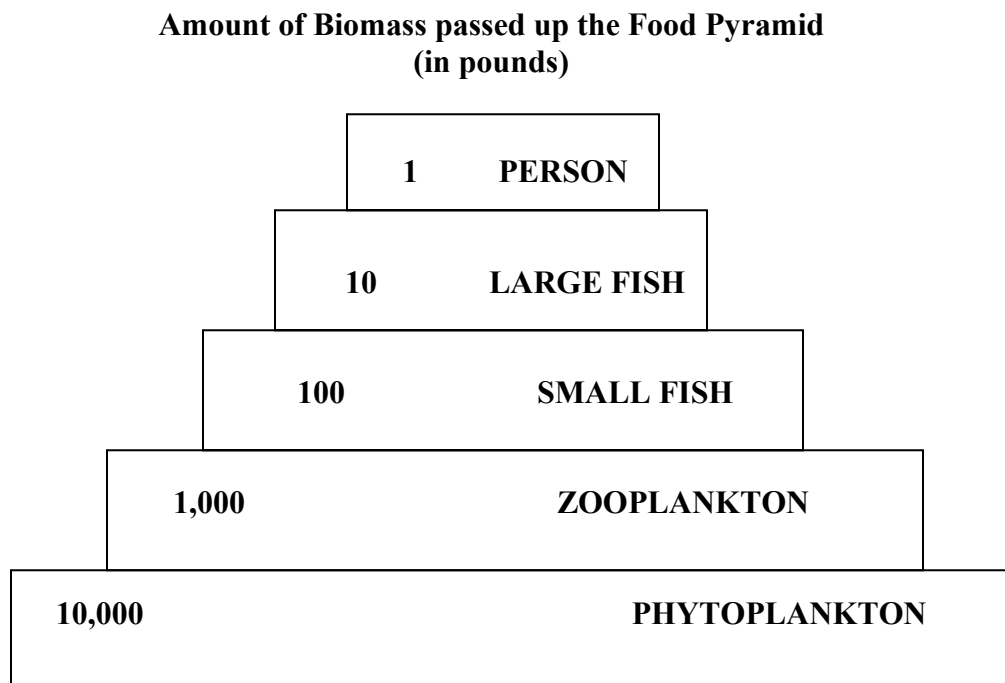 Amount of Biomass passed up the Food Pyramid
(in pounds)
1 PERSON
10 LARGE FISH
100 SMALL FISH
1,000 ZOOPLANKTON
10,000 PHYTOPLANKTON